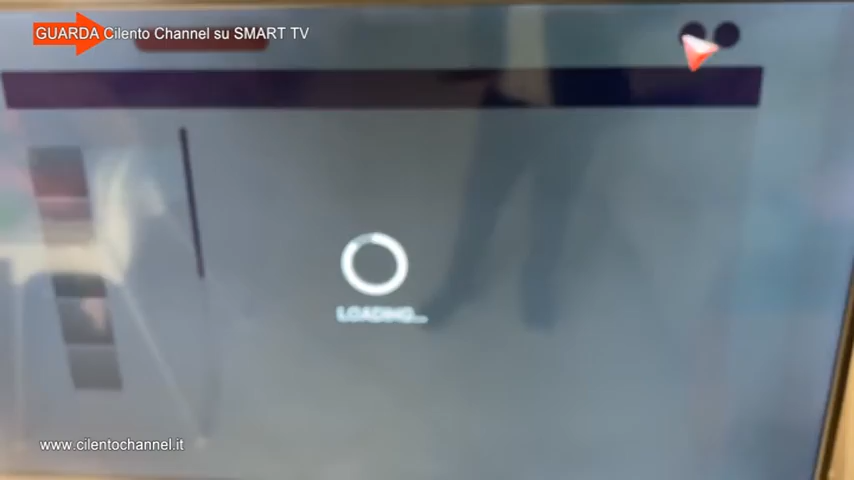 GUARDA Cilento Channel su SMART TV
LOADING...
www.cilentochannel.it